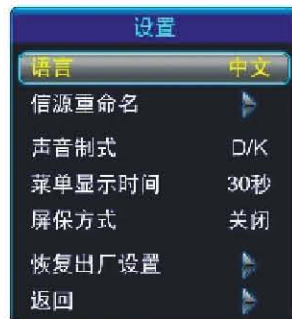 设置
语言 中文
信源重命名
声音制式 D/K
菜单显示时间 30秒
屏保方式 关闭
恢复出厂设置
返回